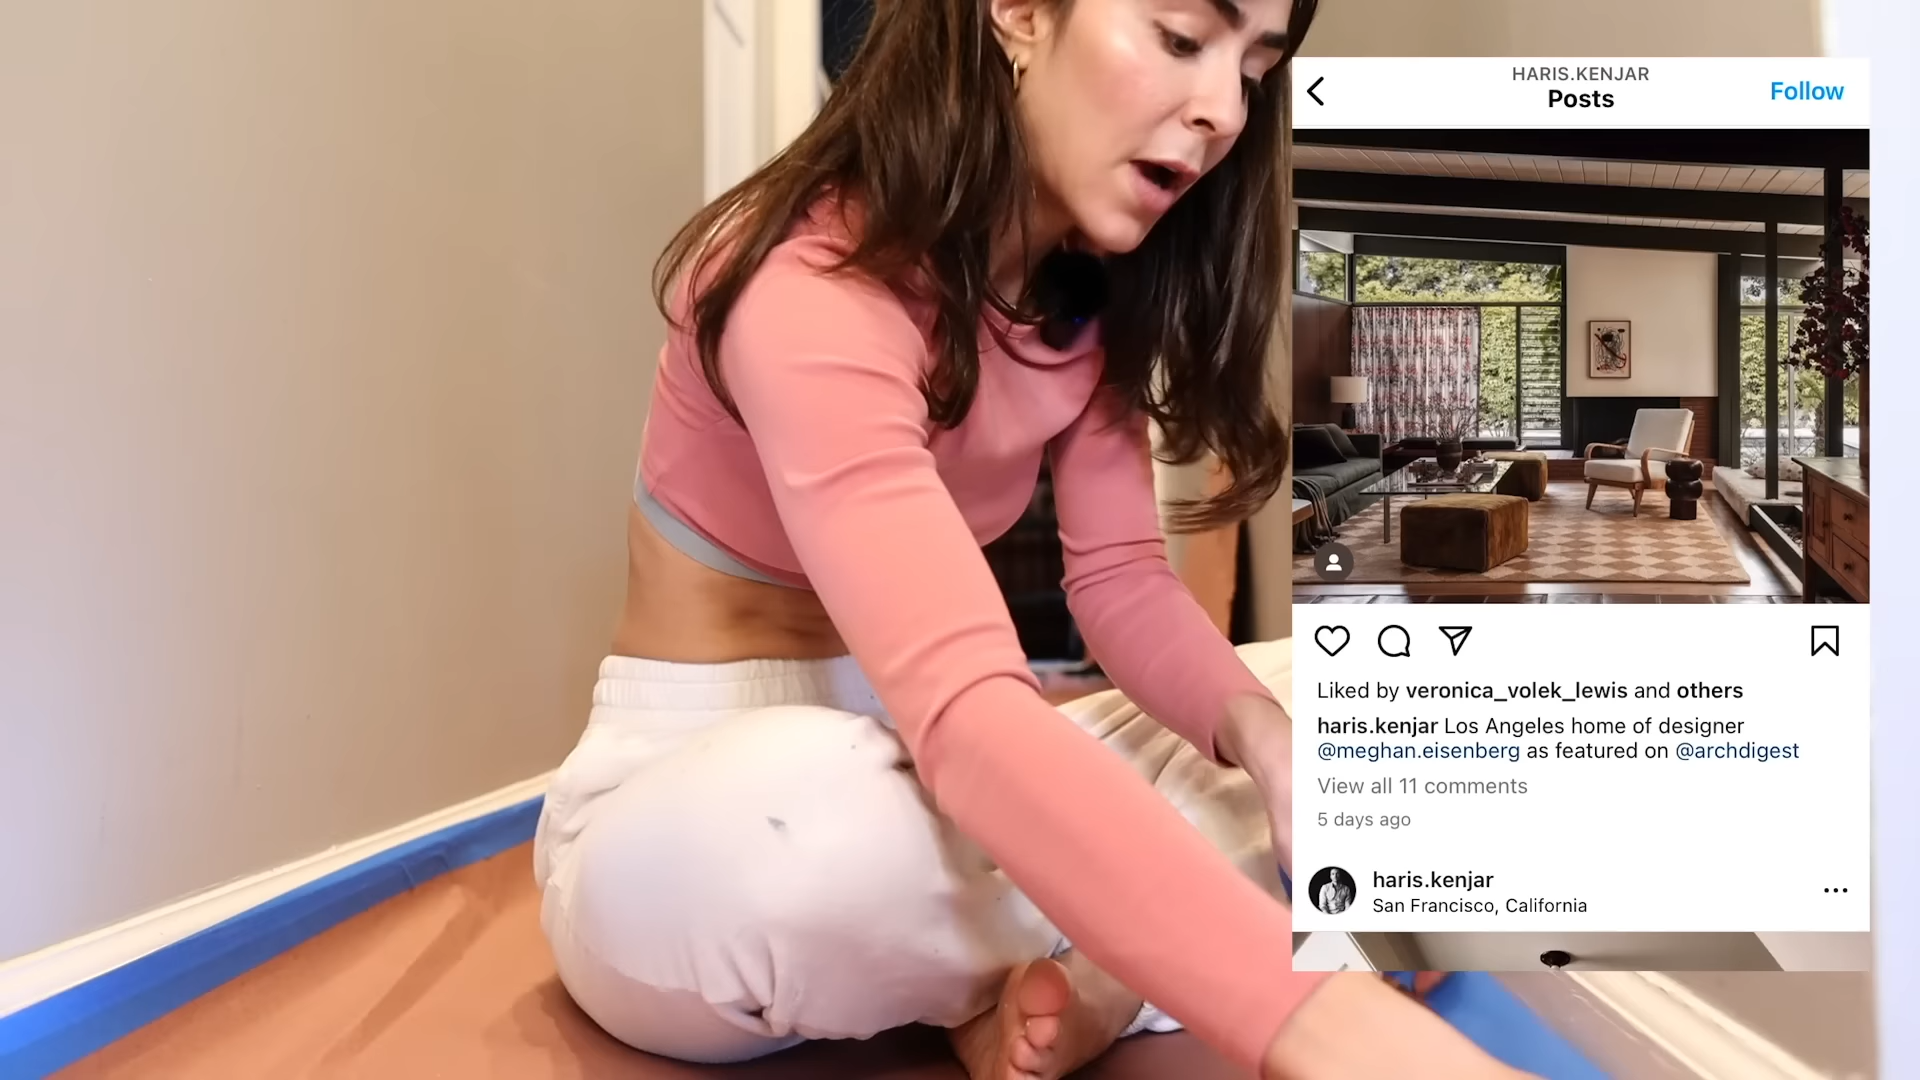 HARIS.KENJAR
Posts
Follow
Liked by veronica_volek_lewis and others
haris.kenjar Los Angeles home of designer
@meghan.eisenberg as featured on @archdigest
View all 11 comments
5 days ago
haris.kenjar
San Francisco, California